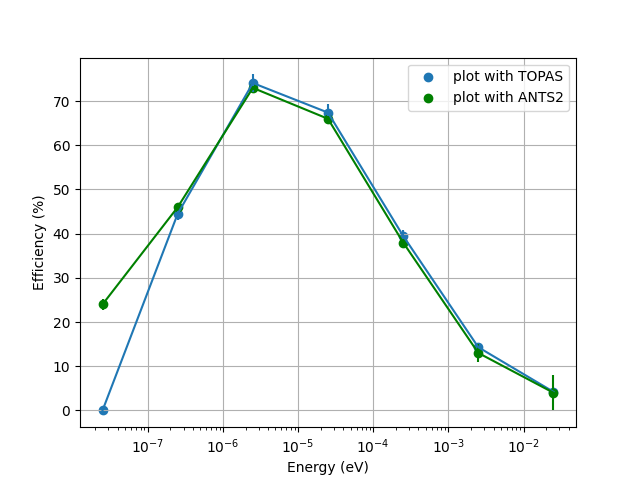 plot with TOPAS
plot with ANTS2
70
60
50
40
30
20
10
0
Efficiency (%)
10⁻⁷ 10⁻⁶ 10⁻⁵ 10⁻⁴ 10⁻³ 10⁻²
Energy (eV)